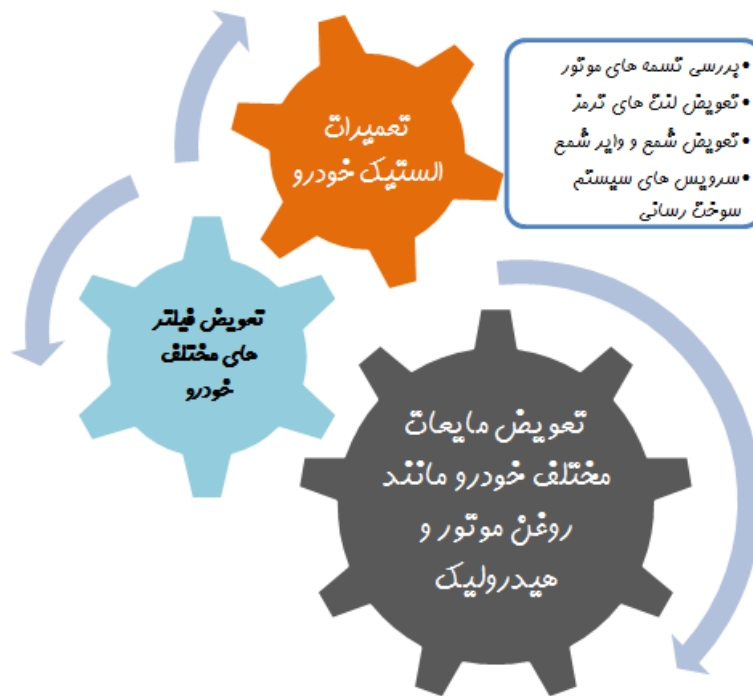 تعمیرات
الستیک خودرو
•بررسی تسمه های موتور
•تعویض لنت های ترمز
•تعویض شمع و وایر شمع
•سرویس های سیستم
سوخت رسانی
تعویض فیلتر
های مختلف
خودرو
تعویض مایعات
مختلف خودرو مانند
روغن موتور و
هیدرولیک